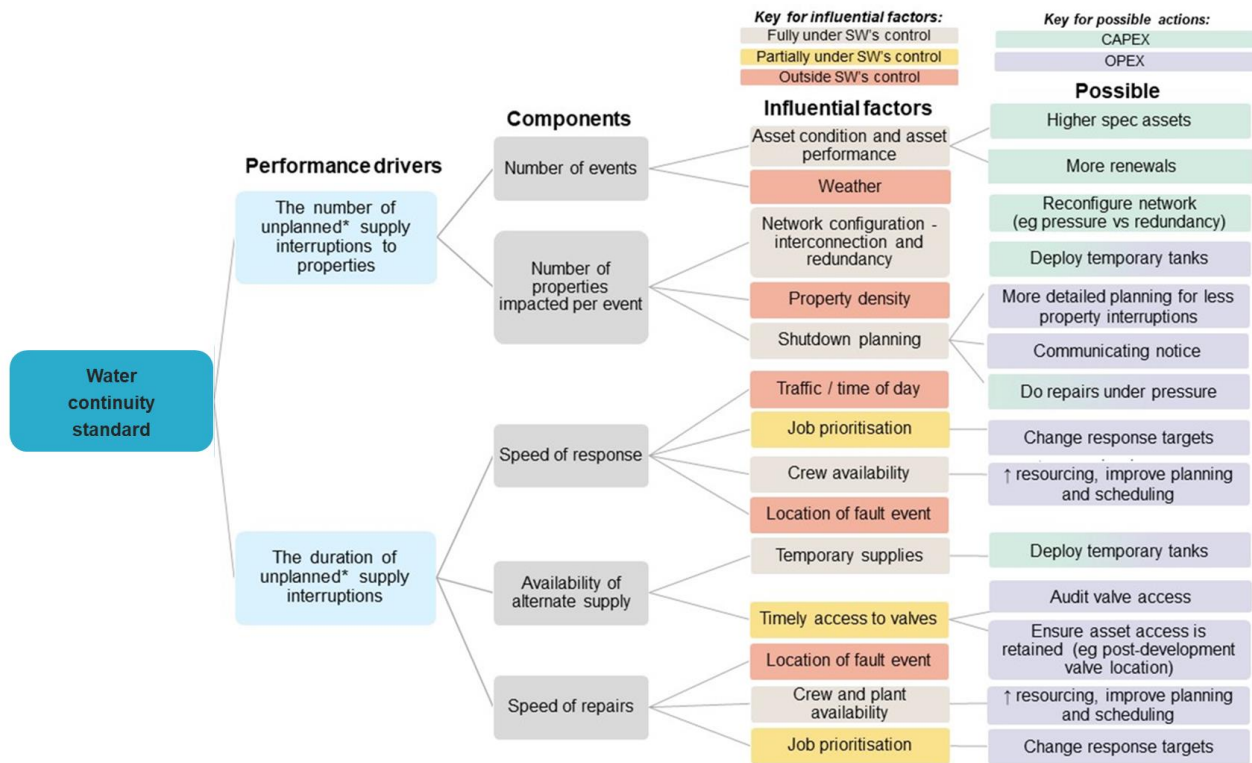 Key for influential factors:
Fully under SW's control
Partially under SW's control
Outside SW's control
Key for possible actions:
CAPEX
OPEX
Performance drivers
Components
Influential factors
Possible
Water
continuity
standard
The number of
unplanned* supply
interruptions to
properties
The duration of
unplanned* supply
interruptions
Number of events
Number of
properties
impacted per event
Speed of response
Availability of
alternate supply
Speed of repairs
Asset condition and asset
performance
Weather
Network configuration -
interconnection and
redundancy
Property density
Shutdown planning
Traffic / time of day
Job prioritisation
Crew availability
Location of fault event
Temporary supplies
Timely access to valves
Location of fault event
Crew and plant
availability
Job prioritisation
Higher spec assets
More renewals
Reconfigure network
(eg pressure vs redundancy)
Deploy temporary tanks
More detailed planning for less
property interruptions
Communicating notice
Do repairs under pressure
Change response targets
↑ resourcing, improve planning
and scheduling
Deploy temporary tanks
Audit valve access
Ensure asset access is
retained (eg post-development
valve location)
↑ resourcing, improve planning
and scheduling
Change response targets